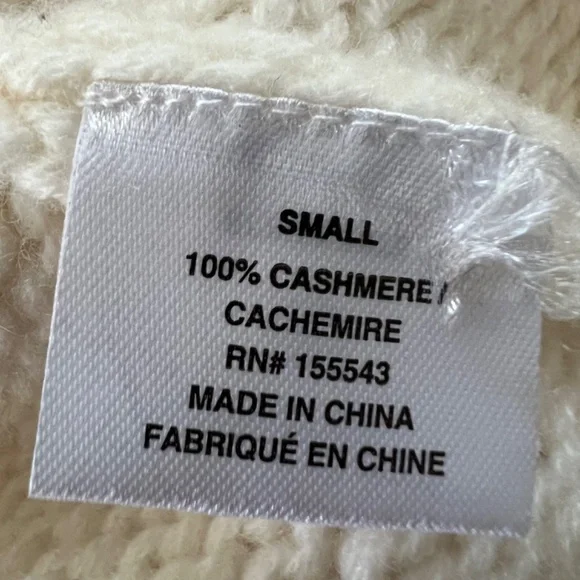 SMALL
100% CASHMERE /
CACHEMIRE
RN# 155543
MADE IN CHINA
FABRIQUÉ EN CHINE